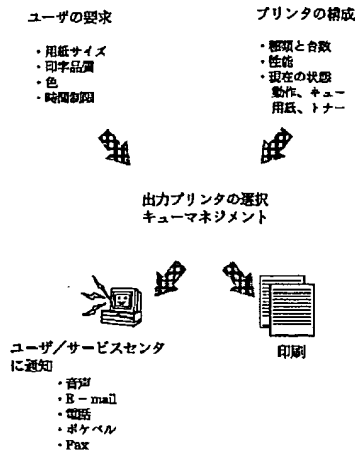 ユーザの要求
・用紙サイズ
・印字品質
・色
・時間制限
プリンタの構成
・種類と台数
・性能
・現在の状態
動作、キュー
用紙、トナー
出力プリンタの選択
キューマネジメント
ユーザ／サービスセンタ
に通知
・音声
・E－mail
・電話
・ポケベル
・Fax
印刷